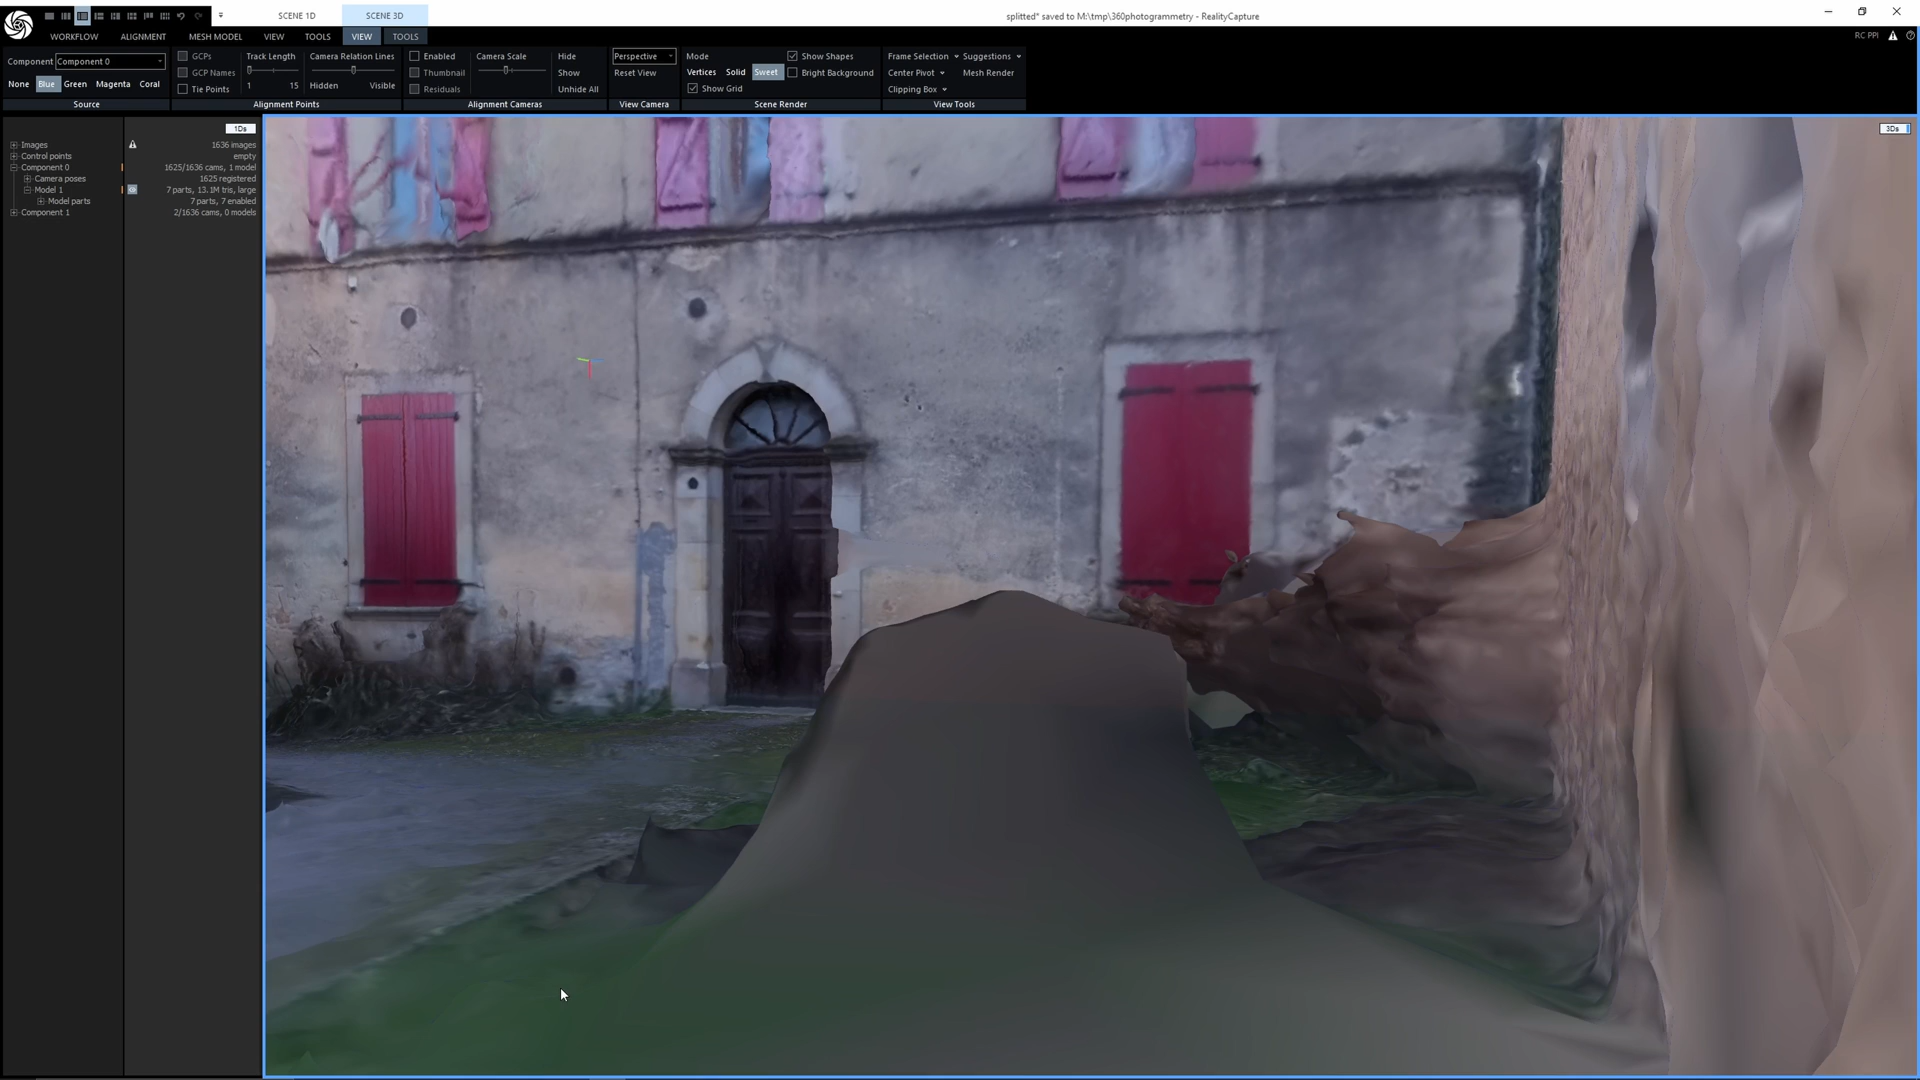 SCENE 1D SCENE 3D splitted* saved to M:\tmp\360photogrammetry - RealityCapture
WORKFLOW ALIGNMENT MESH MODEL VIEW TOOLS VIEW TOOLS RC PPI
Component Component 0 GCPs Track Length Camera Relation Lines Enabled Camera Scale Hide Perspective Mode Show Shapes Frame Selection Suggestions
GCP Names Thumbnail Show Reset View Vertices Solid Sweet Bright Background Center Pivot Mesh Render
None Blue Green Magenta Coral Tie Points 1 15 Hidden Visible Residuals Unhide All Show Grid Clipping Box
Source Alignment Points Alignment Cameras View Camera Scene Render View Tools
1Ds 3Ds
Images 1636 images
Control points empty
Component 0 1625/1636 cams, 1 model
Camera poses 1625 registered
Model 1 7 parts, 13.1M tris, large
Model parts 7 parts, 7 enabled
Component 1 2/1636 cams, 0 models